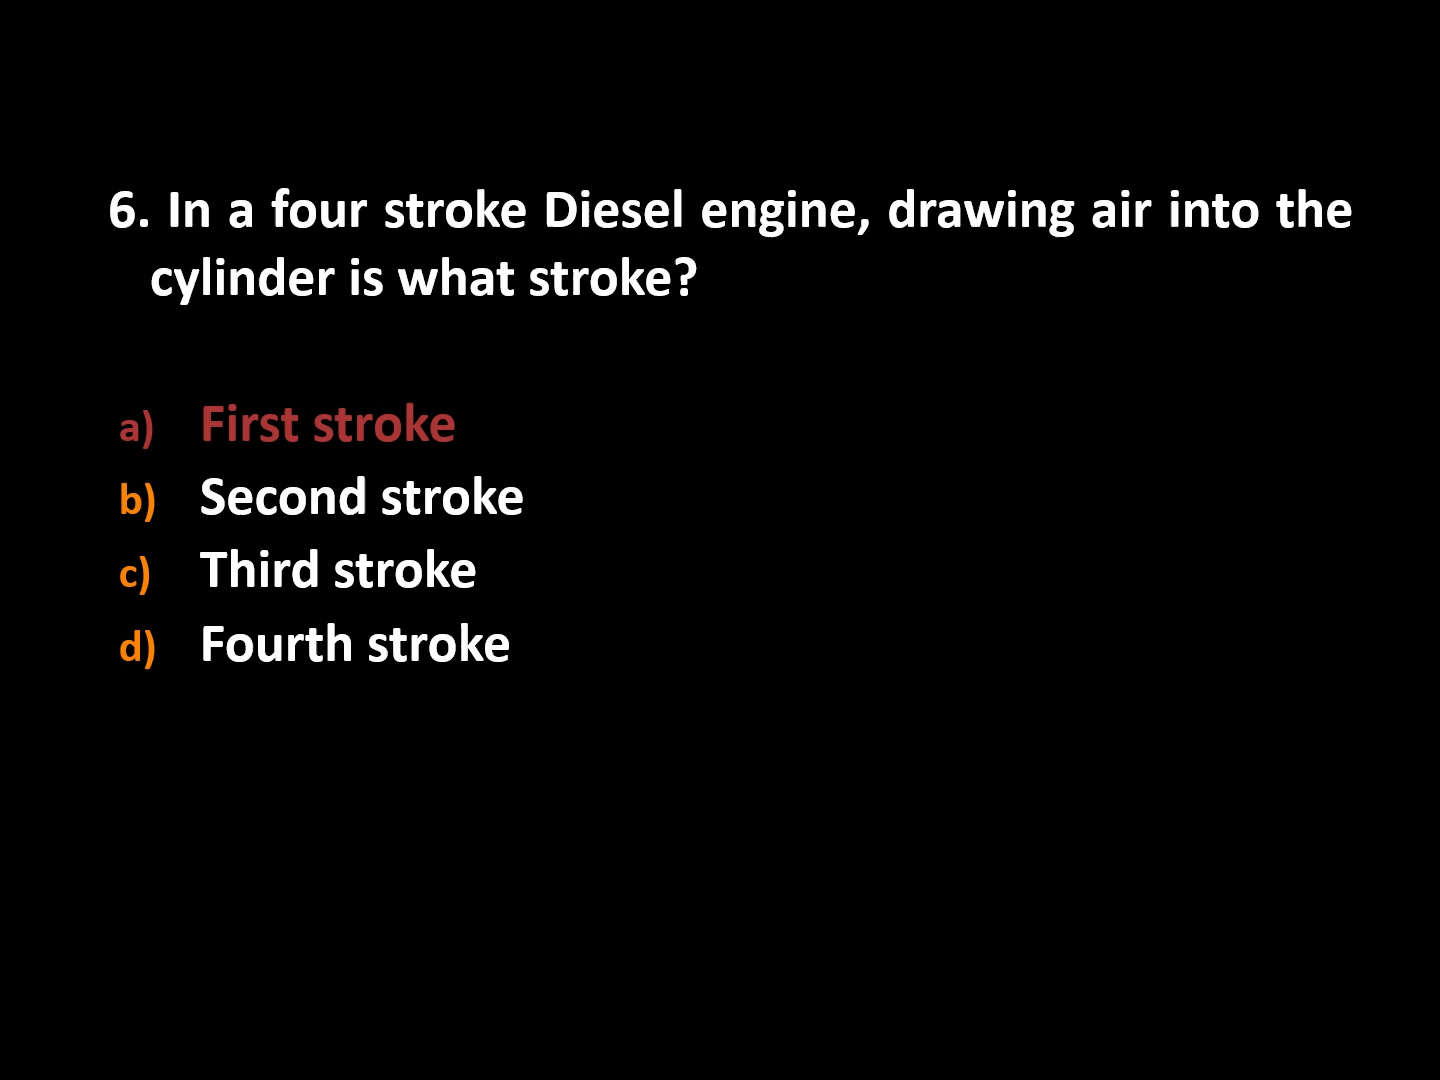 6. In a four stroke Diesel engine, drawing air into the
cylinder is what stroke?
a) First stroke
b) Second stroke
c) Third stroke
d) Fourth stroke